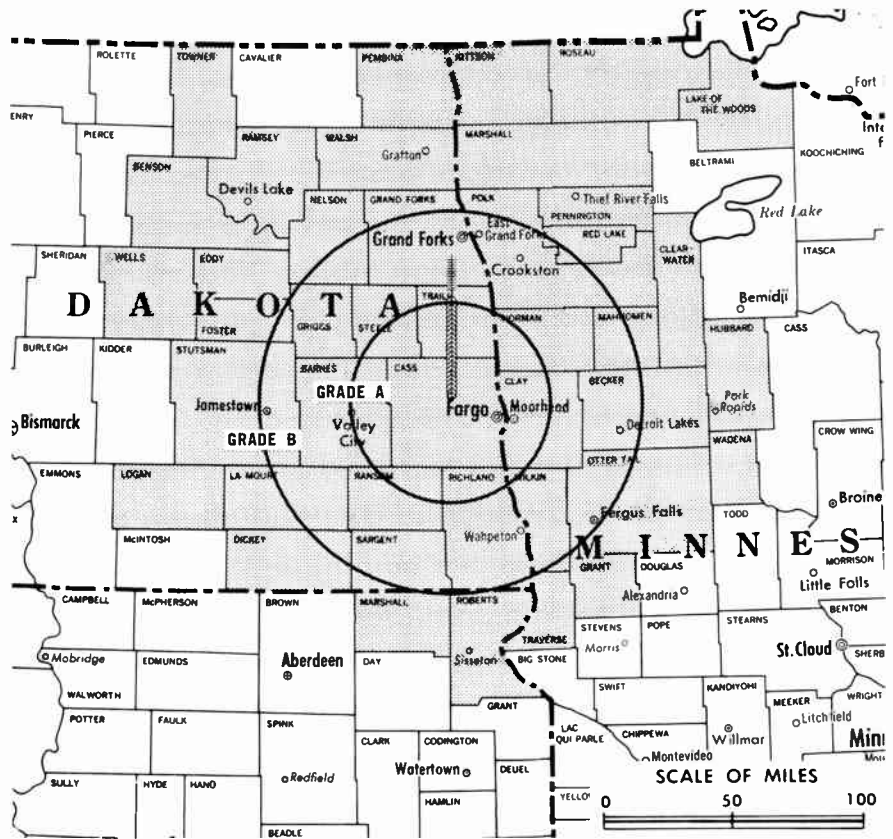 ROLETTE
TOWNER
CAVALIER
PEMBINA
KITTSON
ROSEAU
LAKE OF THE WOODS
Fort
ENRY
PIERCE
RAMSEY
WALSH
Grafton
MARSHALL
BELTRAMI
KOOCHICHING
BENSON
Devils Lake
NELSON
GRAND FORKS
POLK
Thief River Falls
PENNINGTON
RED LAKE
Red Lake
Grand Forks
East
Grand Forks
Crookston
CLEAR-
WATER
ITASCA
SHERIDAN
WELLS
EDDY
DAKOTA
FOSTER
GRIGGS
STEELE
TRAILL
NORMAN
MAHNOMEN
Bemidji
HUBBARD
CASS
BURLEIGH
KIDDER
STUTSMAN
BARNES
CASS
CLAY
BECKER
GRADE A
Jamestown
Valley
City
Fargo
Moorhead
Detroit Lakes
Park
Rapids
Bismarck
GRADE B
WADENA
CROW WING
EMMONS
LOGAN
LA MOURE
RANSOM
RICHLAND
WILKIN
OTTER TAIL
Fergus Falls
TODD
McINTOSH
DICKEY
SARGENT
Wahpeton
MINNES
MORRISON
GRANT
DOUGLAS
Little Falls
CAMPBELL
McPHERSON
BROWN
MARSHALL
ROBERTS
TRAVERSE
Alexandria
BENTON
STEVENS
POPE
STEARNS
Morris
St. Cloud
SHERB
Mobridge
EDMUNDS
Aberdeen
DAY
Sisseton
BIG STONE
WALWORTH
SWIFT
KANDIYOHI
MEEKER
WRIGHT
POTTER
FAULK
SPINK
GRANT
LAC
QUI PARLE
CHIPPEWA
Willmar
Litchfield
CLARK
CODINGTON
Montevideo
SULLY
HYDE
HAND
Redfield
Watertown
DEUEL
HAMLIN
BEADLE
SCALE OF MILES
0 50 100